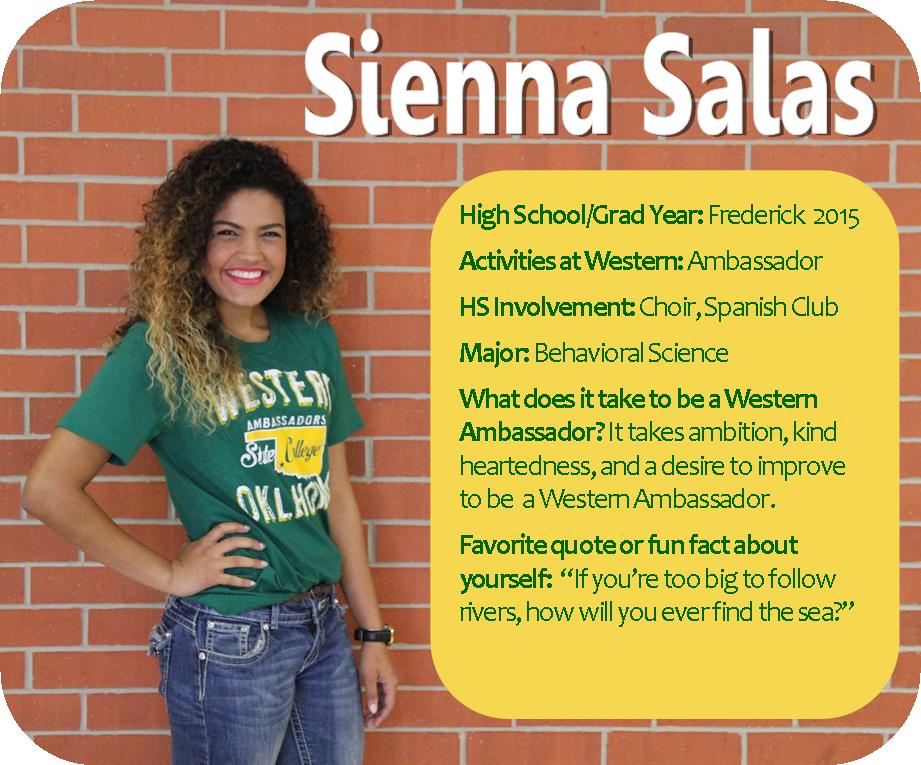 Sienna Salas
High School/Grad Year: Frederick 2015
Activities at Western: Ambassador
HS Involvement: Choir, Spanish Club
Major: Behavioral Science
What does it take to be a Western
Ambassador? It takes ambition, kind
heartedness, and a desire to improve
to be a Western Ambassador.
Favorite quote or fun fact about
yourself: “If you’re too big to follow
rivers, how will you ever find the sea?”
WESTER
AMBASSADORS
State College
OKLAHOM